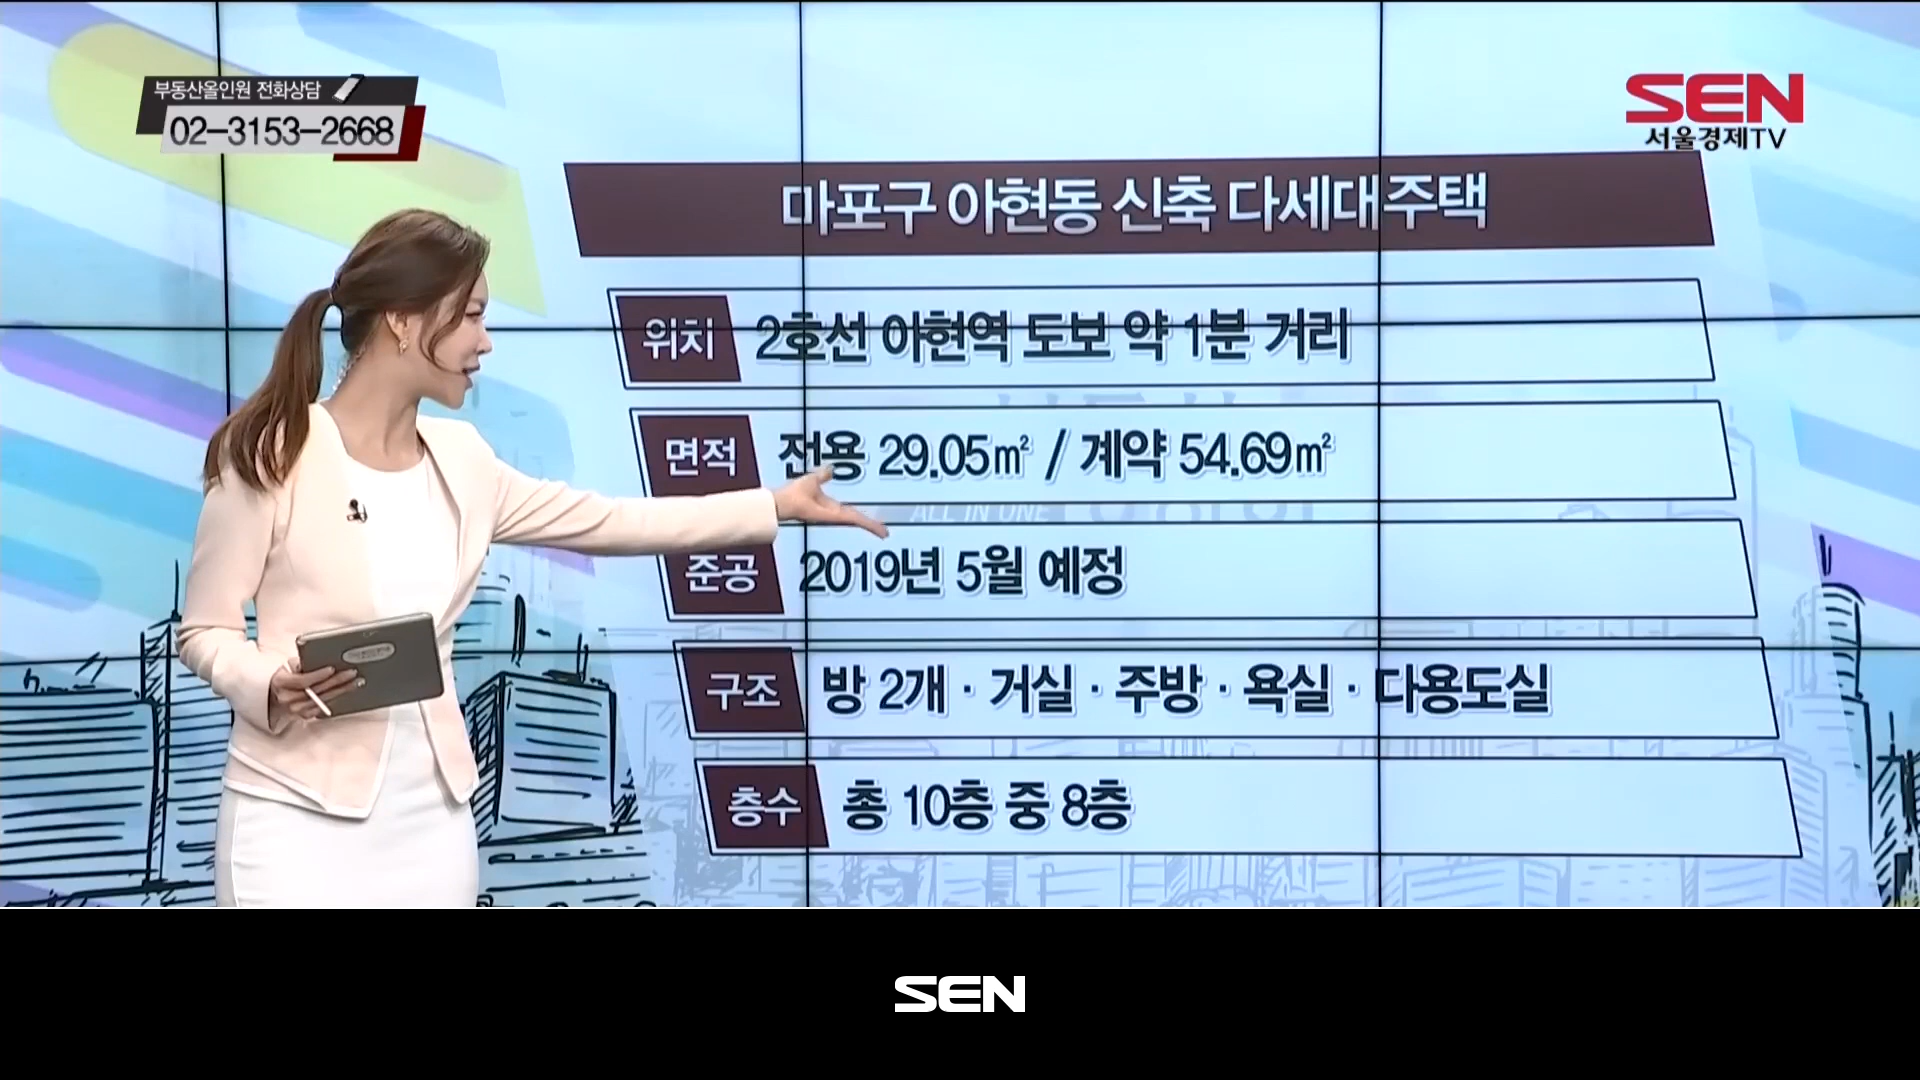 부동산올인원 전화상담
02-3153-2668
SEN
서울경제TV
마포구 아현동 신축 다세대주택
위치 2호선 아현역 도보 약 1분 거리
면적 전용 29.05㎡ / 계약 54.69㎡
ALL IN ONE
준공 2019년 5월 예정
구조 방 2개 · 거실 · 주방 · 욕실 · 다용도실
층수 총 10층 중 8층
SEN